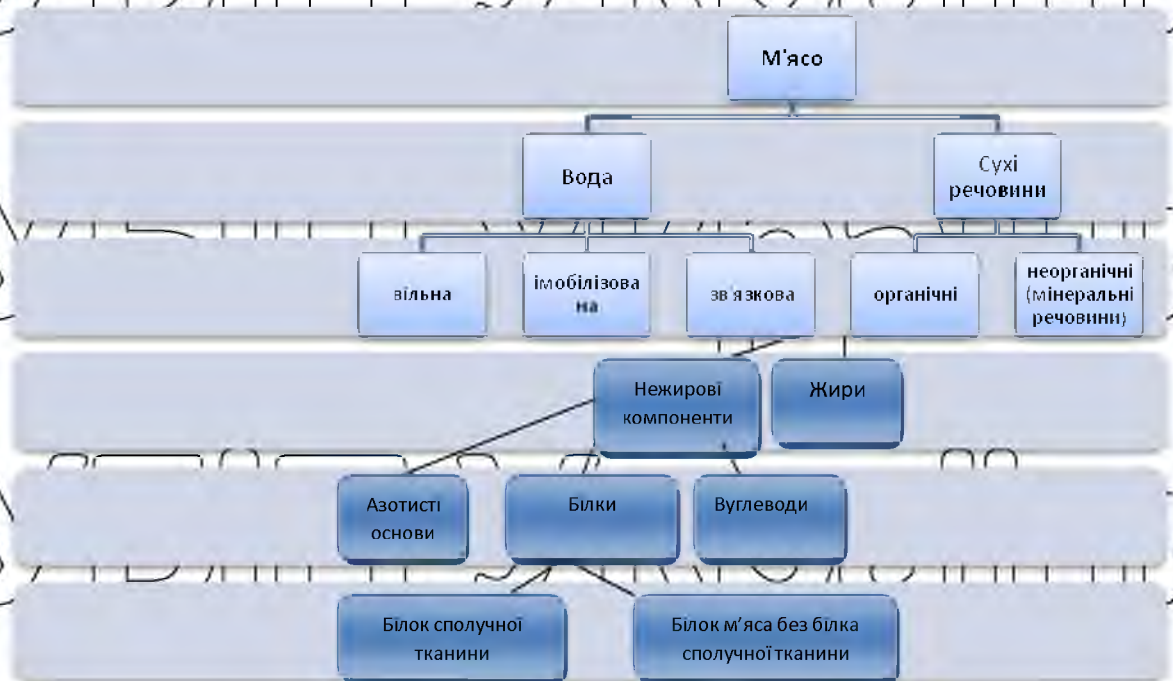 М'ясо
Вода
Сухі
речовини
вільна
імобілізова
на
зв'язкова
органічні
неорганічні
(мінеральні
речовини)
Нежирові
компоненти
Жири
Азотисті
основи
Білки
Вуглеводи
Білок сполучної
тканини
Білок м’яса без білка
сполучної тканини